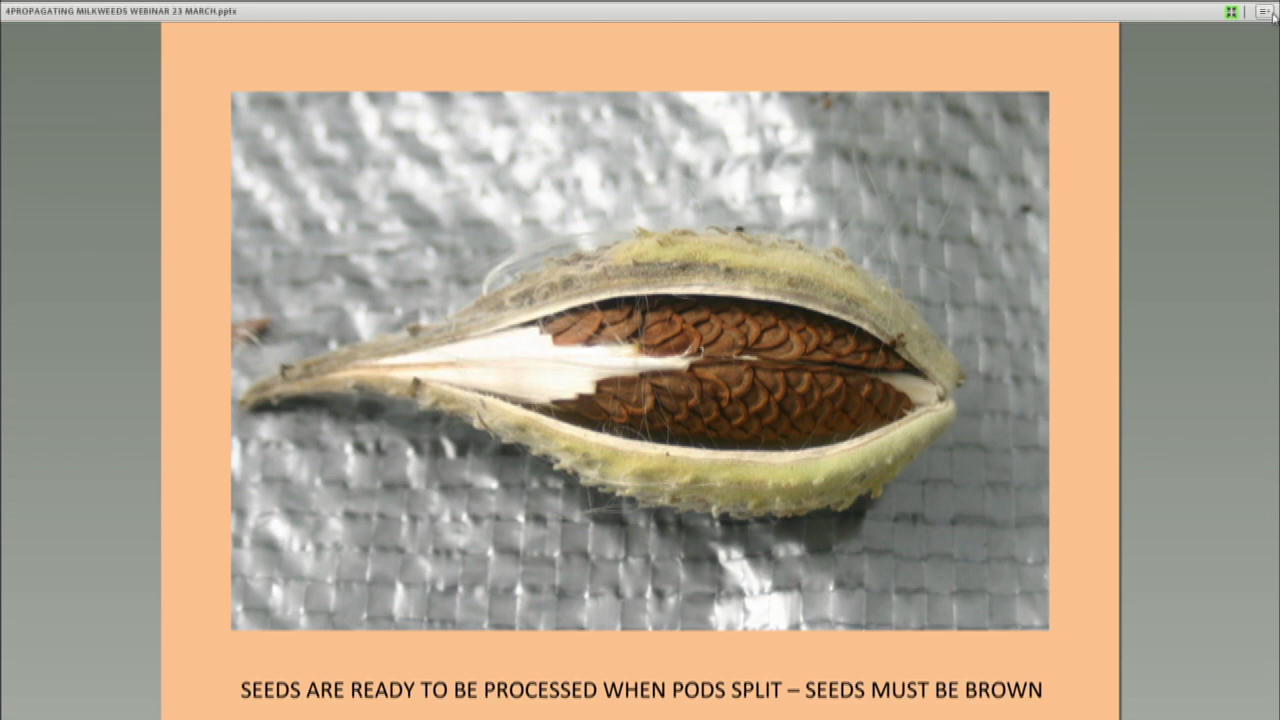 4PROPAGATING MILKWEEDS WEBINAR 23 MARCH.pptx
SEEDS ARE READY TO BE PROCESSED WHEN PODS SPLIT – SEEDS MUST BE BROWN